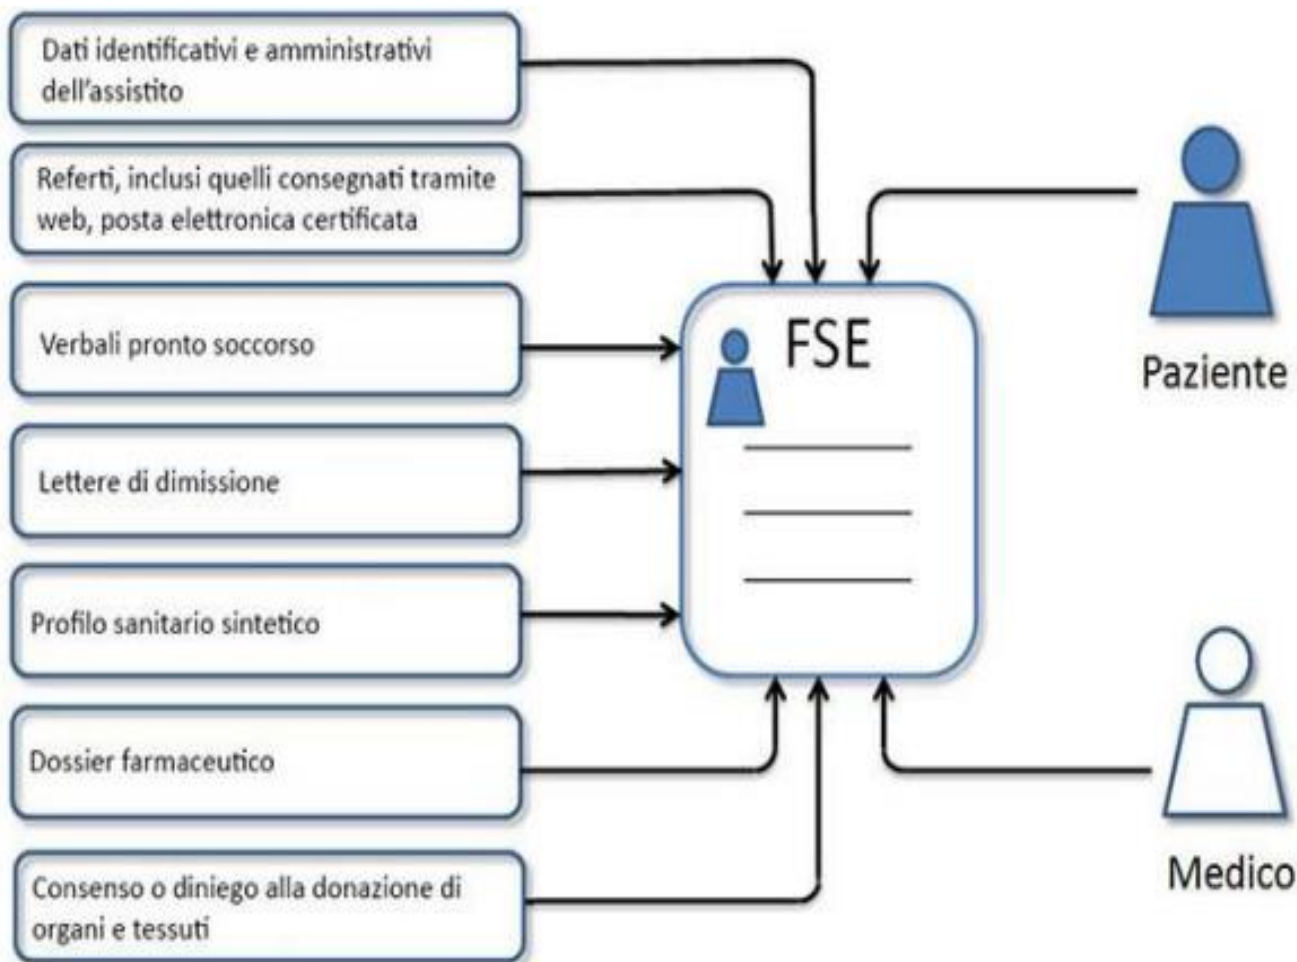 Dati identificativi e amministrativi
dell'assistito
Referti, inclusi quelli consegnati tramite
web, posta elettronica certificata
Verbali pronto soccorso
Lettere di dimissione
Profilo sanitario sintetico
Dossier farmaceutico
Consenso o diniego alla donazione di
organi e tessuti
FSE
Paziente
Medico